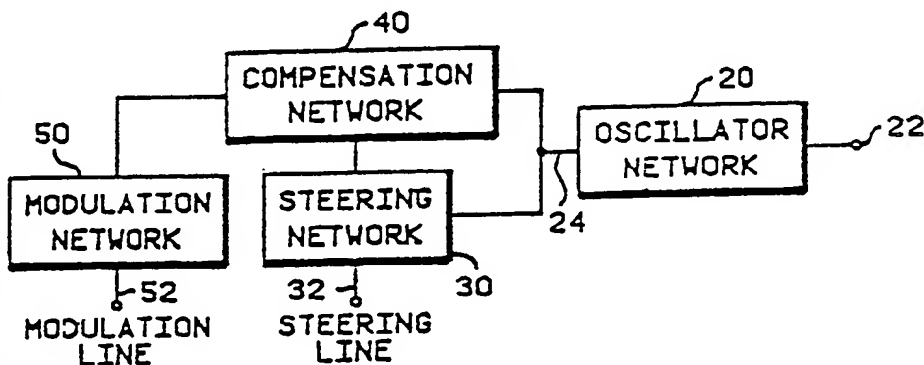 40
COMPENSATION
NETWORK
20
OSCILLATOR
NETWORK
22
24
50
MODULATION
NETWORK
STEERING
NETWORK
30
52
MODULATION
LINE
32
STEERING
LINE